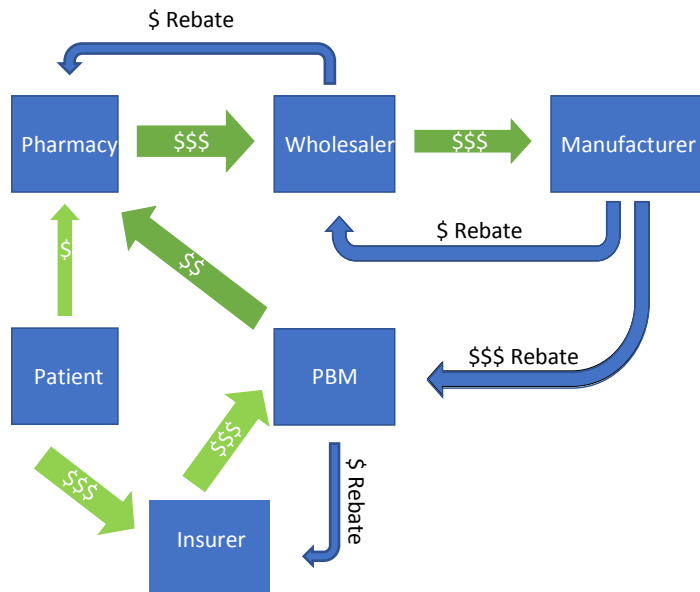 $ Rebate
Pharmacy
$$$
Wholesaler
$$$
Manufacturer
$ Rebate
$
$$
$$$ Rebate
Patient
PBM
$$$
$ Rebate
$$$
Insurer